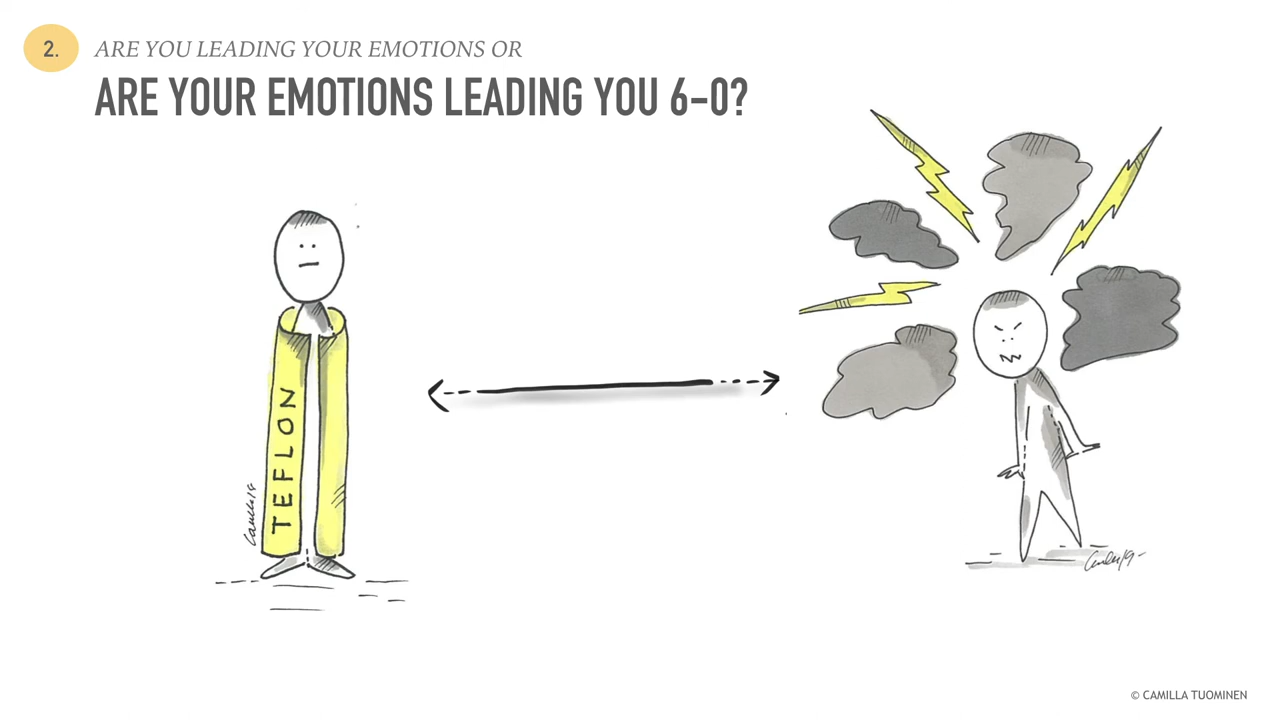 2.
ARE YOU LEADING YOUR EMOTIONS OR
ARE YOUR EMOTIONS LEADING YOU 6-0?
TEFLON
© CAMILLA TUOMINEN